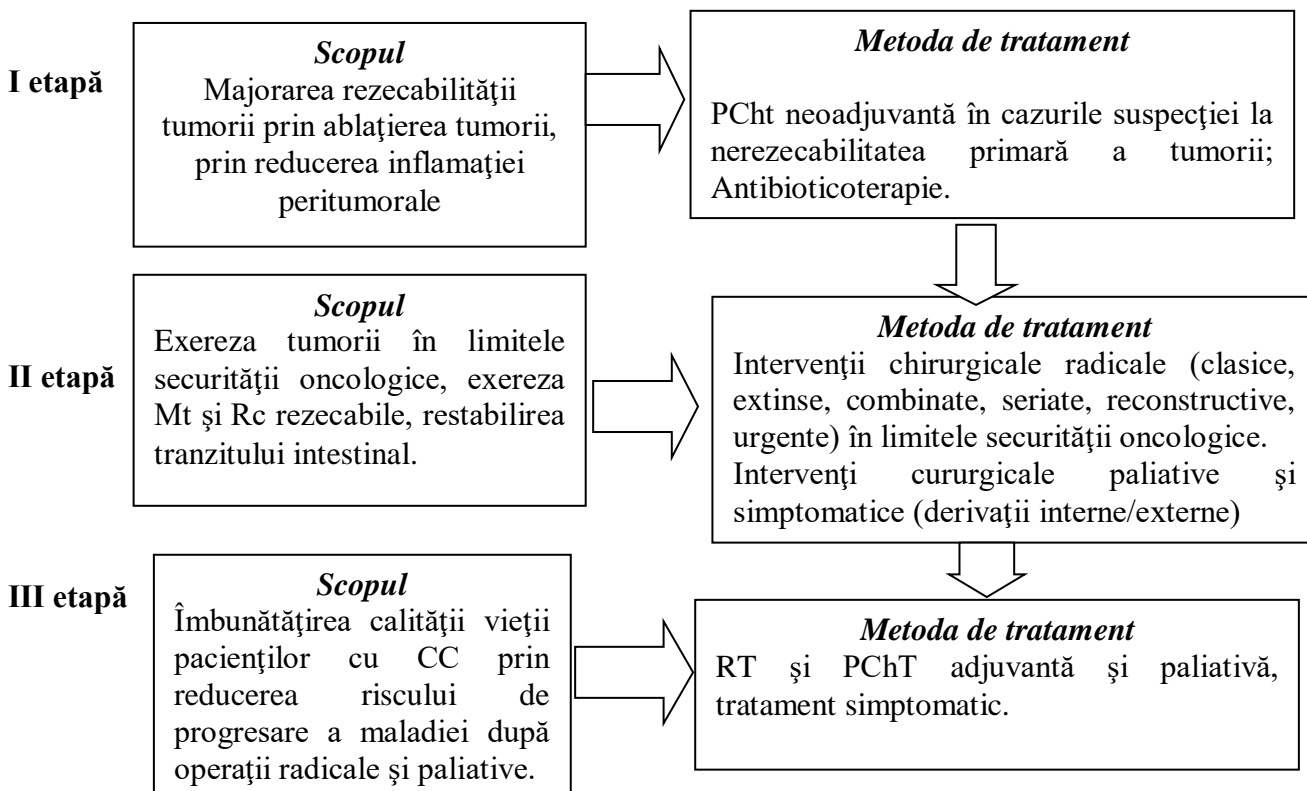 I etapă
Scopul
Majorarea rezecabilităţii
tumorii prin ablaţierea tumorii,
prin reducerea inflamaţiei
peritumorale
Metoda de tratament
PCht neoadjuvantă în cazurile suspecţiei la
nerezecabilitatea primară a tumorii;
Antibioticoterapie.
II etapă
Scopul
Exereza tumorii în limitele
securităţii oncologice, exereza
Mt şi Rc rezecabile, restabilirea
tranzitului intestinal.
Metoda de tratament
Intervenţii chirurgicale radicale (clasice,
extinse, combinate, seriate, reconstructive,
urgente) în limitele securităţii oncologice.
Intervenţi cururgicale paliative şi
simptomatice (derivaţii interne/externe)
III etapă
Scopul
Îmbunătăţirea calităţii vieţii
pacienţilor cu CC prin
reducerea riscului de
progresare a maladiei după
operaţii radicale şi paliative.
Metoda de tratament
RT şi PChT adjuvantă şi paliativă,
tratament simptomatic.